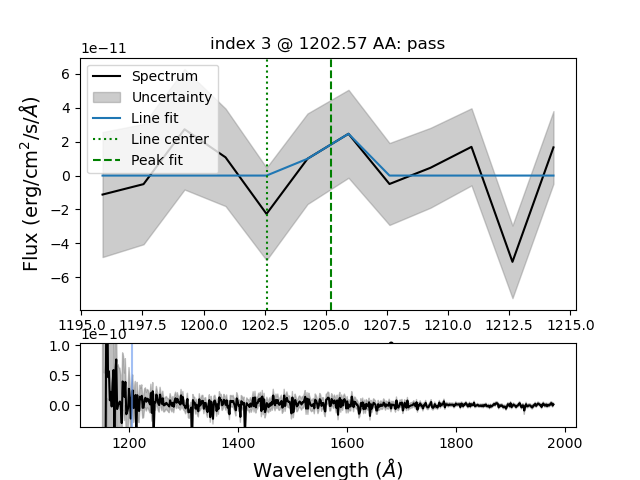 index 3 @ 1202.57 AA: pass
1e−11
Spectrum
Uncertainty
Line fit
Line center
Peak fit
6
4
2
0
−2
−4
−6
Flux (erg/cm²/s/Å)
1195.0 1197.5 1200.0 1202.5 1205.0 1207.5 1210.0 1212.5 1215.0
1e−10
1.0
0.5
0.0
1200 1400 1600 1800 2000
Wavelength (Å)